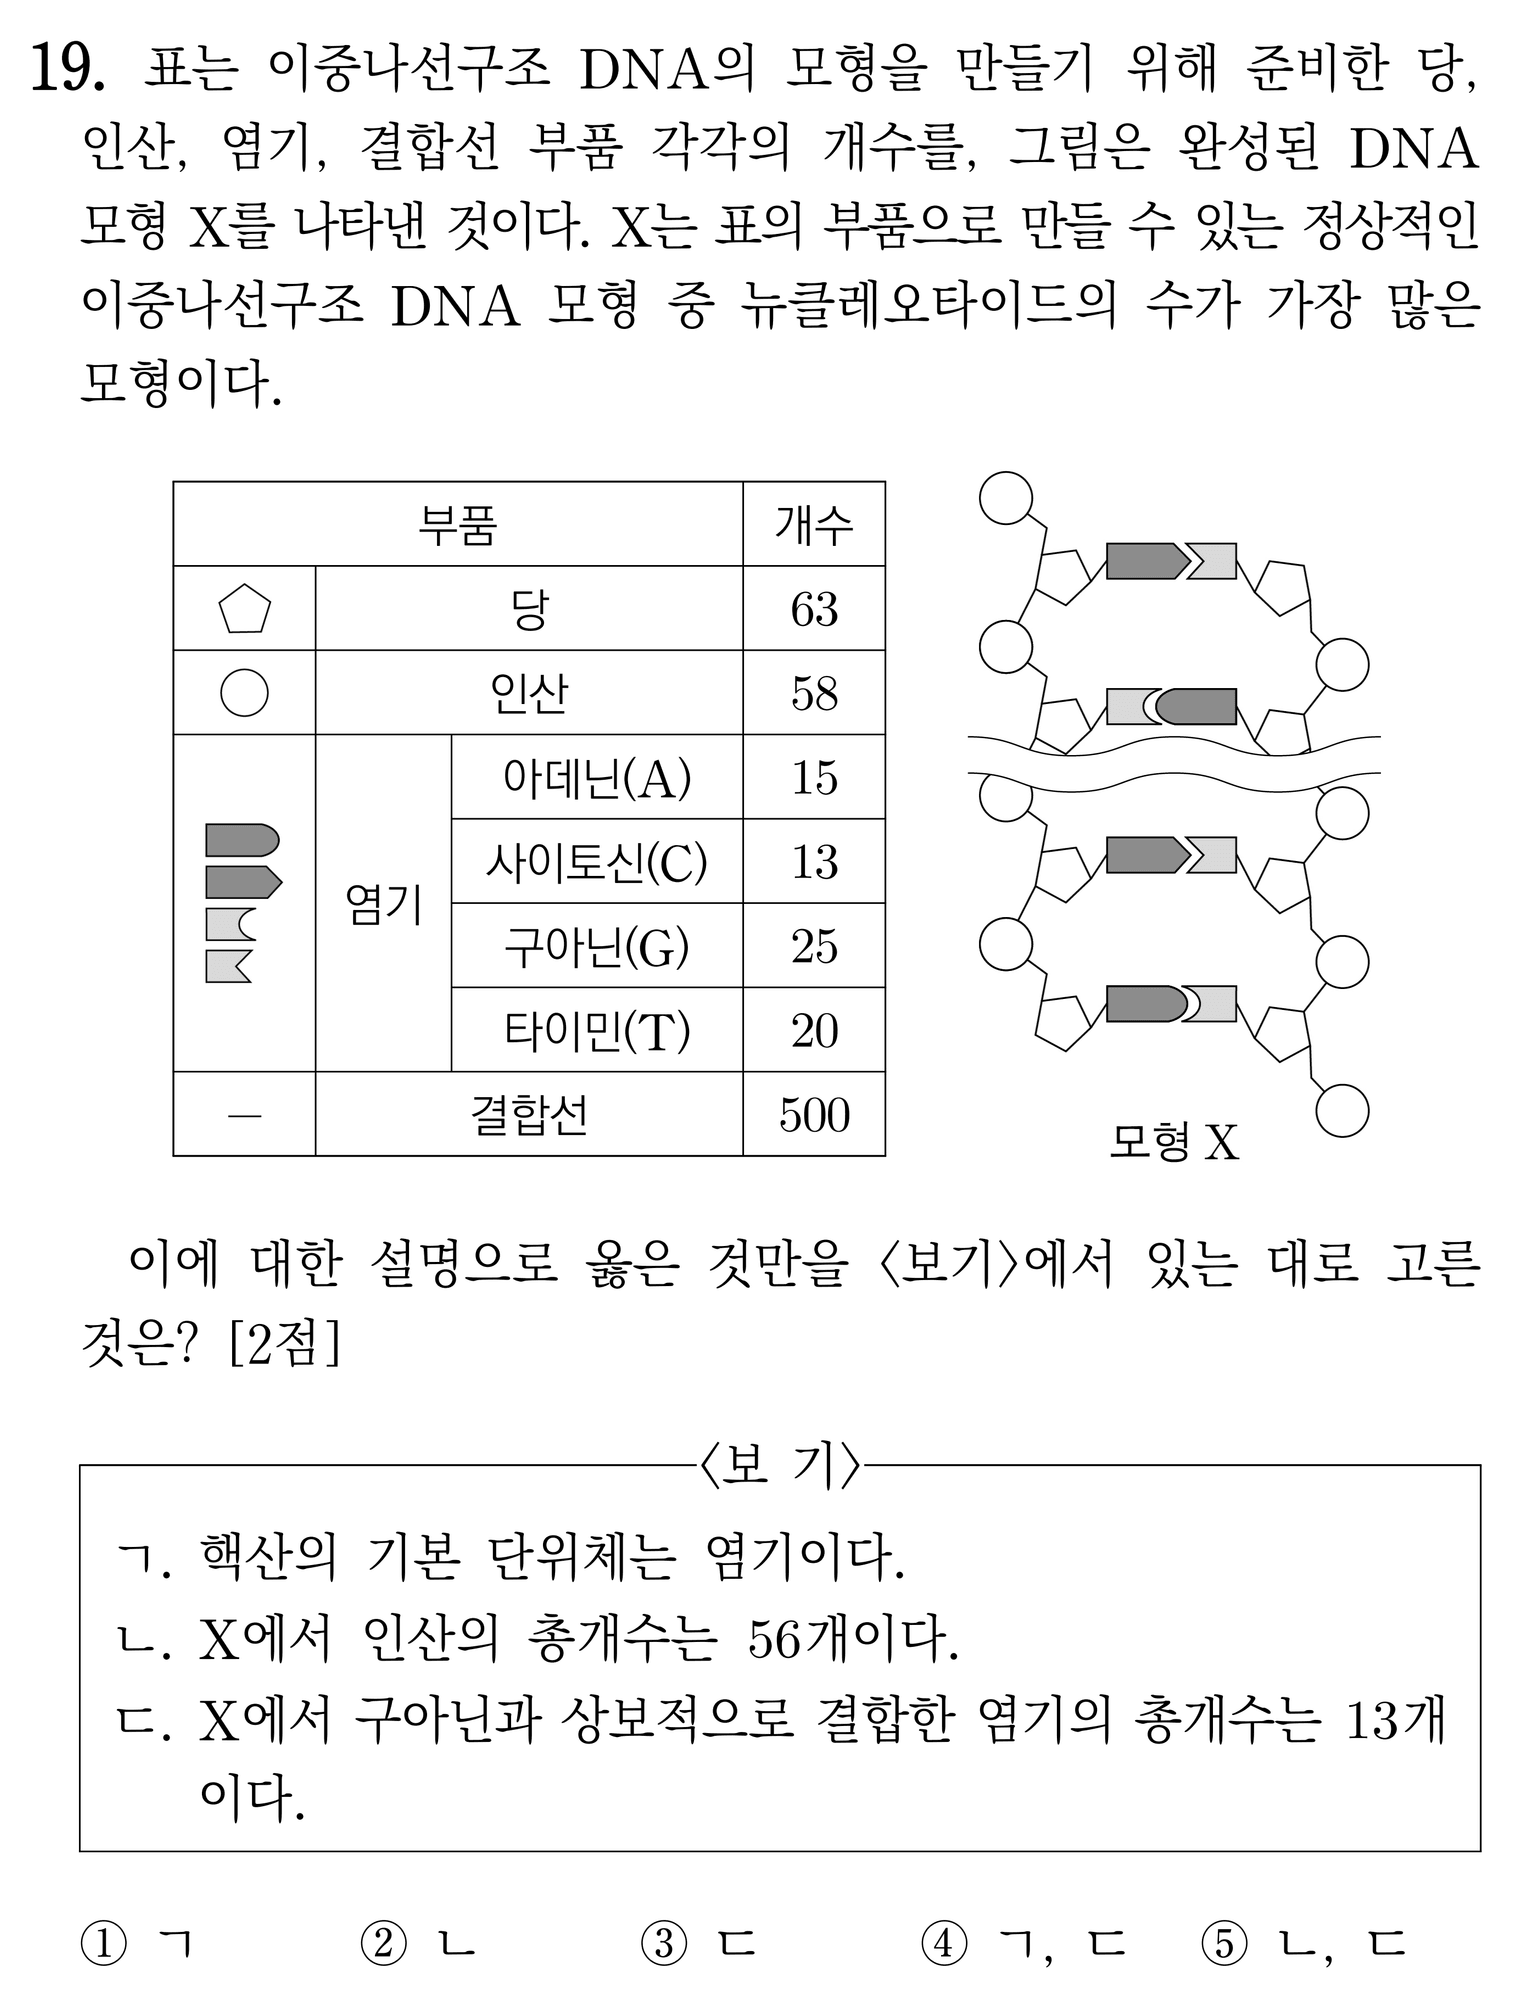 19. 표는 이중나선구조 DNA의 모형을 만들기 위해 준비한 당,
인산, 염기, 결합선 부품 각각의 개수를, 그림은 완성된 DNA
모형 X를 나타낸 것이다. X는 표의 부품으로 만들 수 있는 정상적인
이중나선구조 DNA 모형 중 뉴클레오타이드의 수가 가장 많은
모형이다.
부품 개수
당 63
인산 58
염기
아데닌(A) 15
사이토신(C) 13
구아닌(G) 25
타이민(T) 20
결합선 500
모형 X
이에 대한 설명으로 옳은 것만을 〈보기〉에서 있는 대로 고른
것은? [2점]
〈보 기〉
ㄱ. 핵산의 기본 단위체는 염기이다.
ㄴ. X에서 인산의 총개수는 56개이다.
ㄷ. X에서 구아닌과 상보적으로 결합한 염기의 총개수는 13개
이다.
① ㄱ ② ㄴ ③ ㄷ ④ ㄱ, ㄷ ⑤ ㄴ, ㄷ